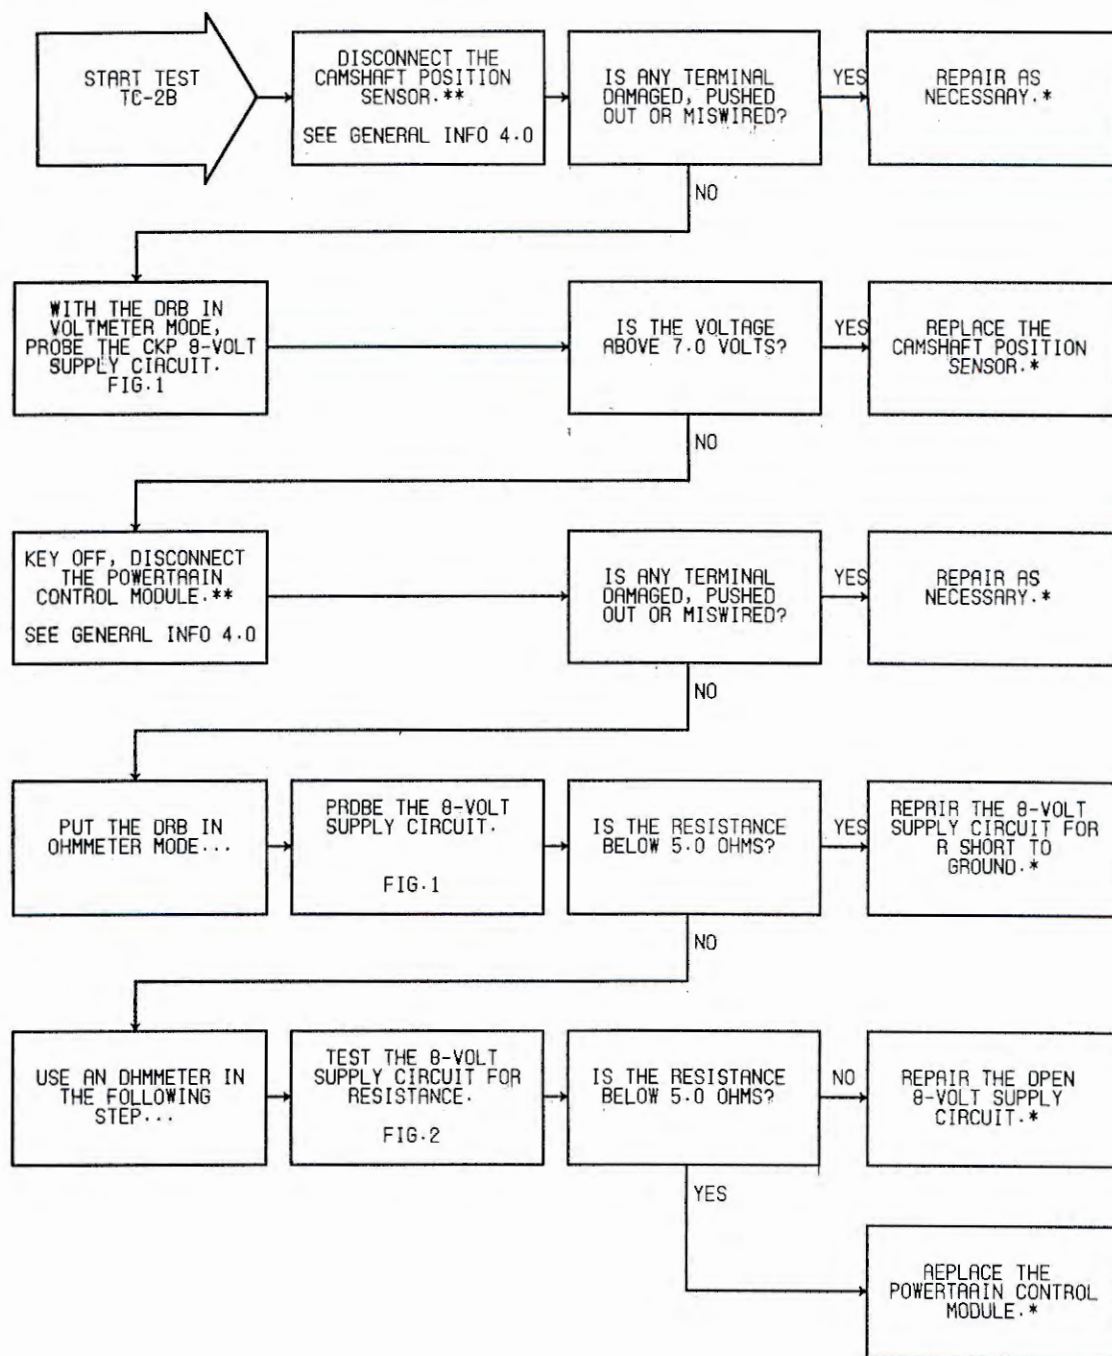 START TEST
TC-2B
DISCONNECT THE
CAMSHAFT POSITION
SENSOR.**
SEE GENERAL INFO 4.0
IS ANY TERMINAL
DAMAGED, PUSHED
OUT OR MISWIRED?
YES
REPAIR AS
NECESSARY.*
NO
WITH THE DRB IN
VOLTMETER MODE,
PROBE THE CKP 8-VOLT
SUPPLY CIRCUIT.
FIG.1
IS THE VOLTAGE
ABOVE 7.0 VOLTS?
YES
REPLACE THE
CAMSHAFT POSITION
SENSOR.*
NO
KEY OFF, DISCONNECT
THE POWERTRAIN
CONTROL MODULE.**
SEE GENERAL INFO 4.0
IS ANY TERMINAL
DAMAGED, PUSHED
OUT OR MISWIRED?
YES
REPAIR AS
NECESSARY.*
NO
PUT THE DRB IN
OHMMETER MODE...
PROBE THE 8-VOLT
SUPPLY CIRCUIT.
FIG.1
IS THE RESISTANCE
BELOW 5.0 OHMS?
YES
REPAIR THE 8-VOLT
SUPPLY CIRCUIT FOR
A SHORT TO
GROUND.*
NO
USE AN OHMMETER IN
THE FOLLOWING
STEP...
TEST THE 8-VOLT
SUPPLY CIRCUIT FOR
RESISTANCE.
FIG.2
IS THE RESISTANCE
BELOW 5.0 OHMS?
NO
REPAIR THE OPEN
8-VOLT SUPPLY
CIRCUIT.*
YES
REPLACE THE
POWERTRAIN CONTROL
MODULE.*